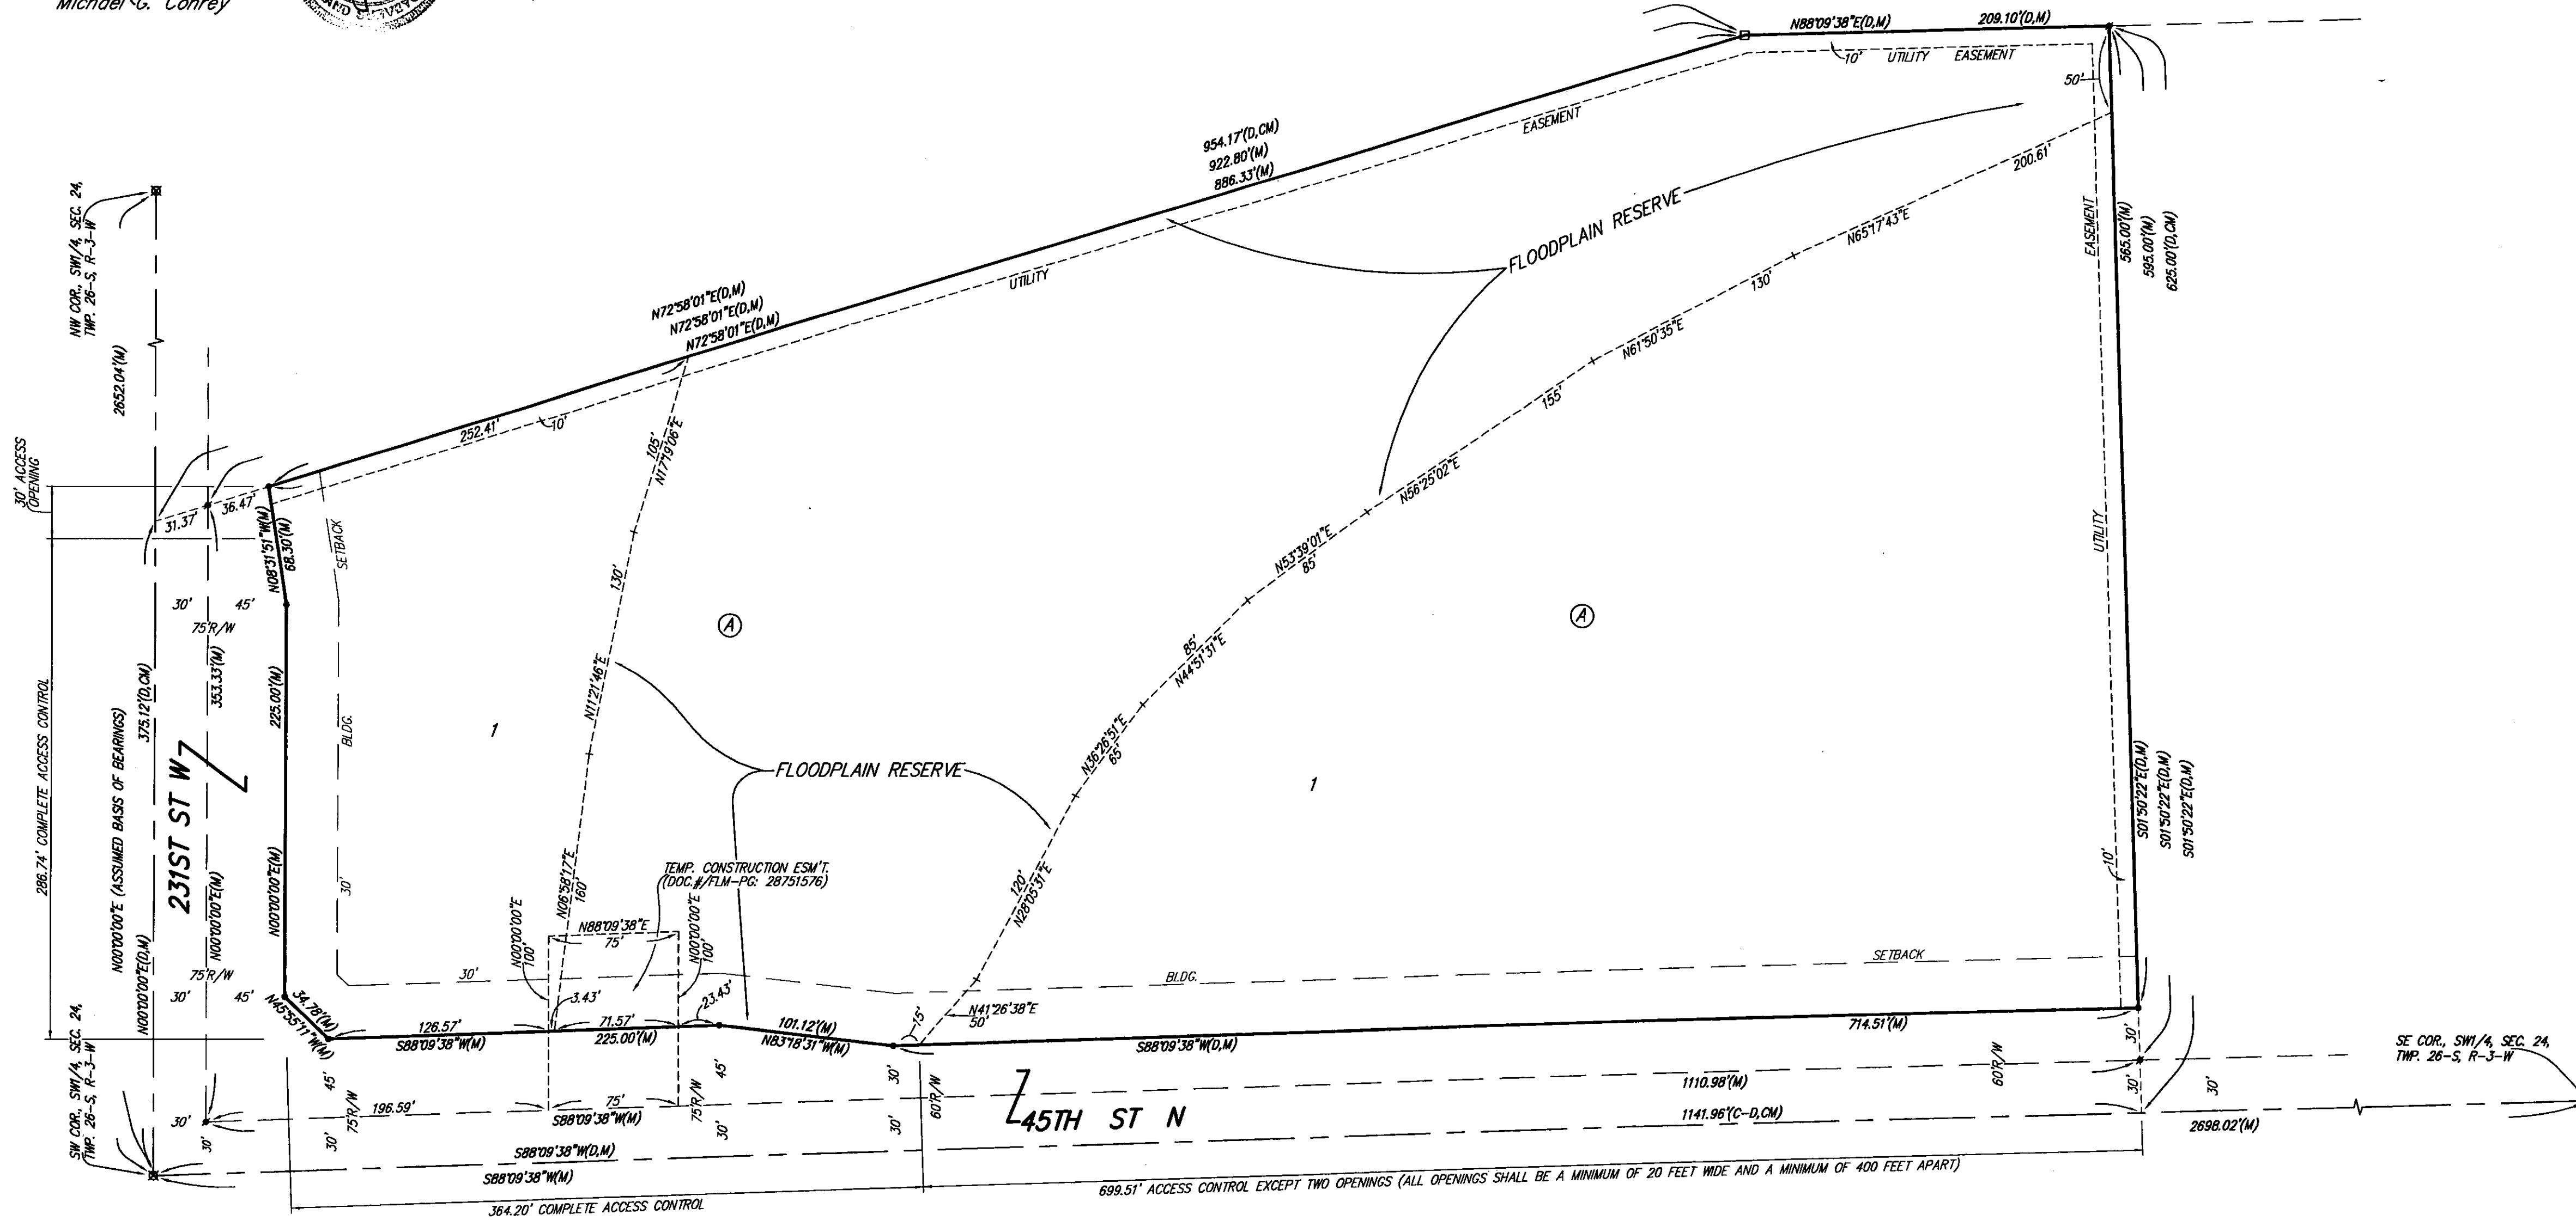 Michael G. Conrey
AND SURVEYO
N88°09'38"E(D,M)
209.10'(D,M)
10' UTILITY EASEMENT
50'
954.17'(D,CM)
922.80'(M)
886.33'(M)
EASEMENT
200.61'
NW COR., SW1/4, SEC. 24,
TWP. 26-S, R-3-W
FLOODPLAIN RESERVE
N65°17'43"E
EASEMENT
565.00'(M)
595.00'(M)
625.00'(D,CM)
UTILITY
130'
N72°58'01"E(D,M)
N72°58'01"E(D,M)
N72°58'01"E(D,M)
2652.04'(M)
N61°50'35"E
155'
252.41'
10'
105'
N17°19'06"E
30' ACCESS
OPENING
31.37'
36.47'
N56°25'02"E
N08°31'51"W(M)
68.30'(M)
SETBACK
130'
N53°39'01"E
85'
UTILITY
30' 45'
75'R/W
A
A
85'
N44°51'31"E
286.74' COMPLETE ACCESS CONTROL
N00°00'00"E (ASSUMED BASIS OF BEARINGS)
375.12'(D,CM)
353.33'(M)
225.00'(M)
BLDG.
N11°21'46"E
1
231ST ST W
N36°26'51"E
65'
FLOODPLAIN RESERVE
1
S01°50'22"E(D,M)
S01°50'22"E(D,M)
S01°50'22"E(D,M)
10'
N00°00'00"E(D,M)
N00°00'00"E(M)
N00°00'00"E(M)
30'
N06°58'17"E
160'
TEMP. CONSTRUCTION ESM'T.
(DOC.#/FLM-PG: 28751576)
120'
N28°05'31"E
N00°00'00"E
100'
N88°09'38"E
75'
N00°00'00"E
100'
75'R/W
30' 45'
30'
BLDG.
SETBACK
SW COR., SW1/4, SEC. 24,
TWP. 26-S, R-3-W
34.78'(M)
N45°55'11"W(M)
3.43'
23.43'
15'
N41°26'38"E
50'
126.57'
S88°09'38"W(M)
71.57'
225.00'(M)
101.12'(M)
N83°18'31"W(M)
714.51'(M)
S88°09'38"W(D,M)
30'
SE COR., SW1/4, SEC. 24,
TWP. 26-S, R-3-W
45'
75'R/W
30'
45'
75'R/W
30'
30'
60'R/W
30'
60'R/W
30'
30'
30'
30'
196.59'
75'
S88°09'38"W(M)
1110.98'(M)
45TH ST N
1141.96'(C-D,CM)
2698.02'(M)
S88°09'38"W(D,M)
S88°09'38"W(M)
364.20' COMPLETE ACCESS CONTROL
699.51' ACCESS CONTROL EXCEPT TWO OPENINGS (ALL OPENINGS SHALL BE A MINIMUM OF 20 FEET WIDE AND A MINIMUM OF 400 FEET APART)